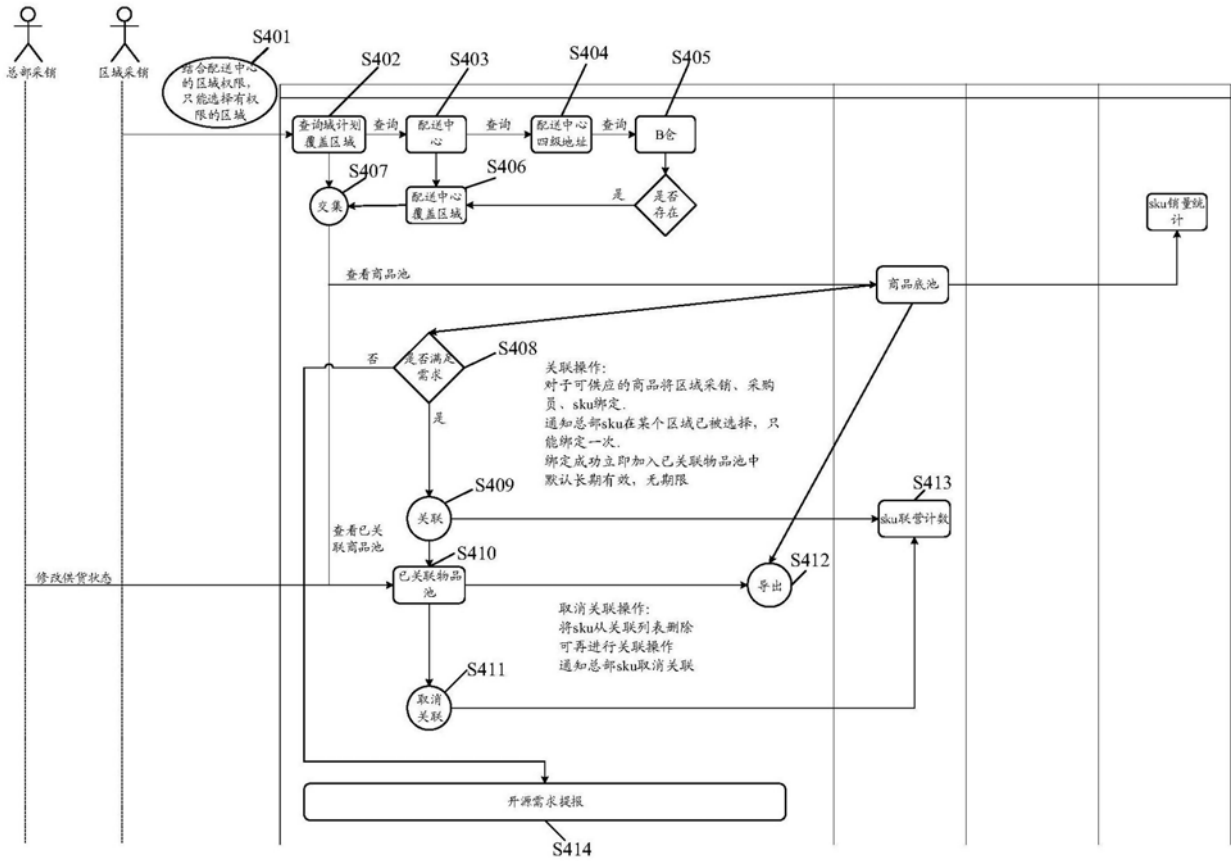 S401
S402
S403
S404
S405
总部采销
区域采销
结合配送中心
的区域权限，
只能选择有权
限的区域
查询城计划
覆盖区域
查询
配送中
心
查询
配送中心
四级地址
查询
B仓
S407
S406
交集
配送中心
覆盖区域
是
是否
存在
sku销量统
计
查看商品池
商品底池
否
是否满足
需求
S408
是
关联操作：
对于可供应的商品将区域采销、采购
员、sku绑定.
通知总部sku在某个区域已被选择，只
能绑定一次.
绑定成功立即加入已关联物品池中
默认长期有效，无期限
S409
关联
S413
sku联营计数
查看已关
联商品池
S410
修改供货状态
已关联物品
池
导出
S412
取消关联操作：
将sku从关联列表删除
可再进行关联操作
通知总部sku取消关联
S411
取消
关联
开源需求提报
S414